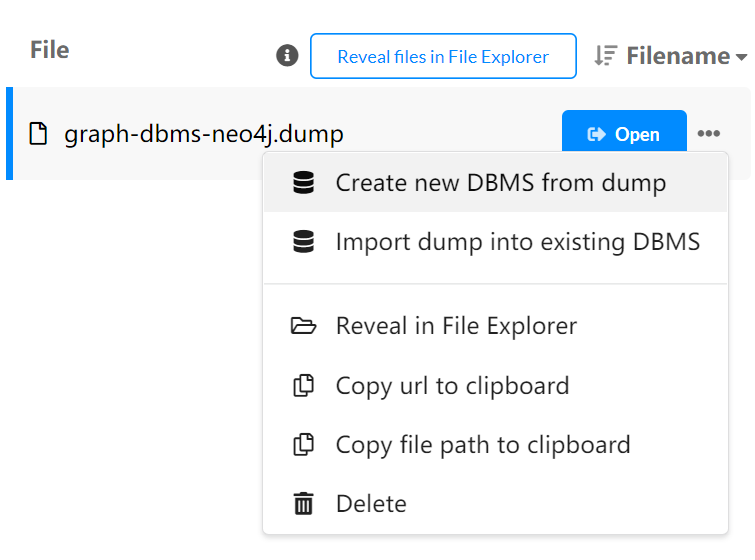 File
Reveal files in File Explorer
Filename
graph-dbms-neo4j.dump
Open
Create new DBMS from dump
Import dump into existing DBMS
Reveal in File Explorer
Copy url to clipboard
Copy file path to clipboard
Delete